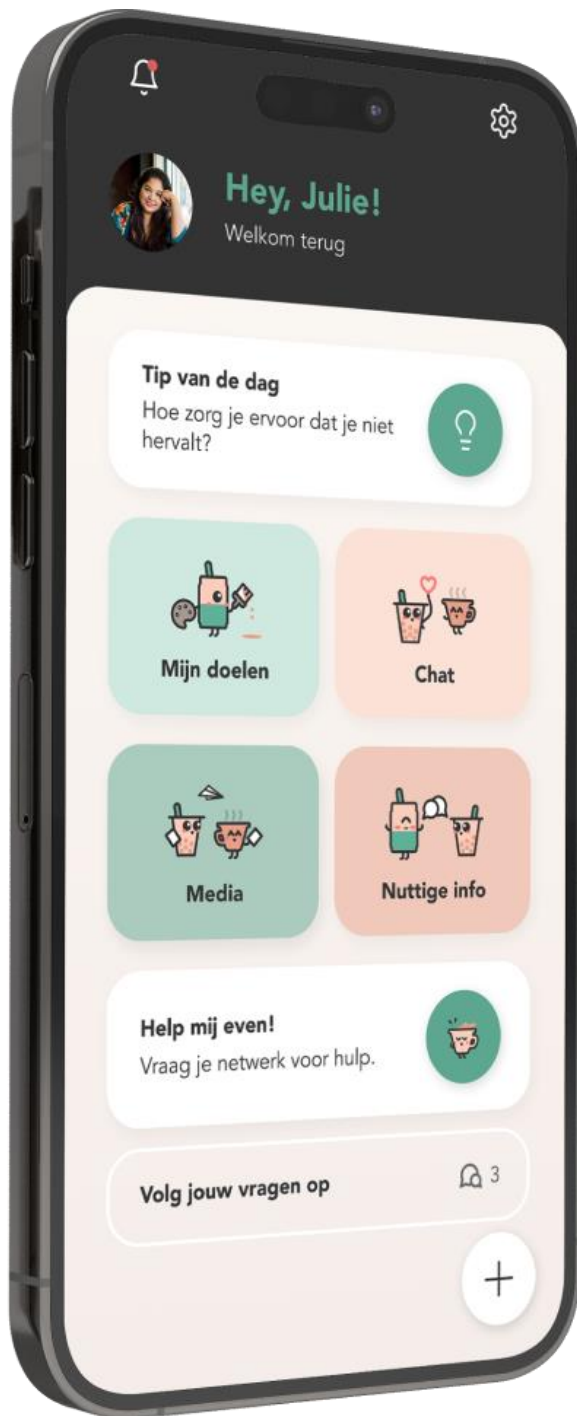 Hey, Julie!
Welkom terug
Tip van de dag
Hoe zorg je ervoor dat je niet
hervalt?
Mijn doelen
Chat
Media
Nuttige info
Help mij even!
Vraag je netwerk voor hulp.
Volg jouw vragen op
3